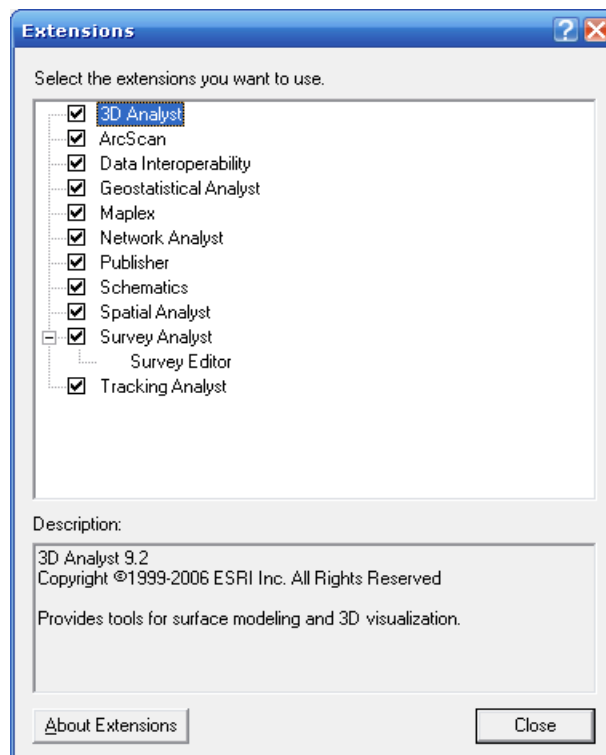 Extensions
Select the extensions you want to use.
3D Analyst
ArcScan
Data Interoperability
Geostatistical Analyst
Maplex
Network Analyst
Publisher
Schematics
Spatial Analyst
Survey Analyst
Survey Editor
Tracking Analyst
Description:
3D Analyst 9.2
Copyright ©1999-2006 ESRI Inc. All Rights Reserved
Provides tools for surface modeling and 3D visualization.
About Extensions
Close